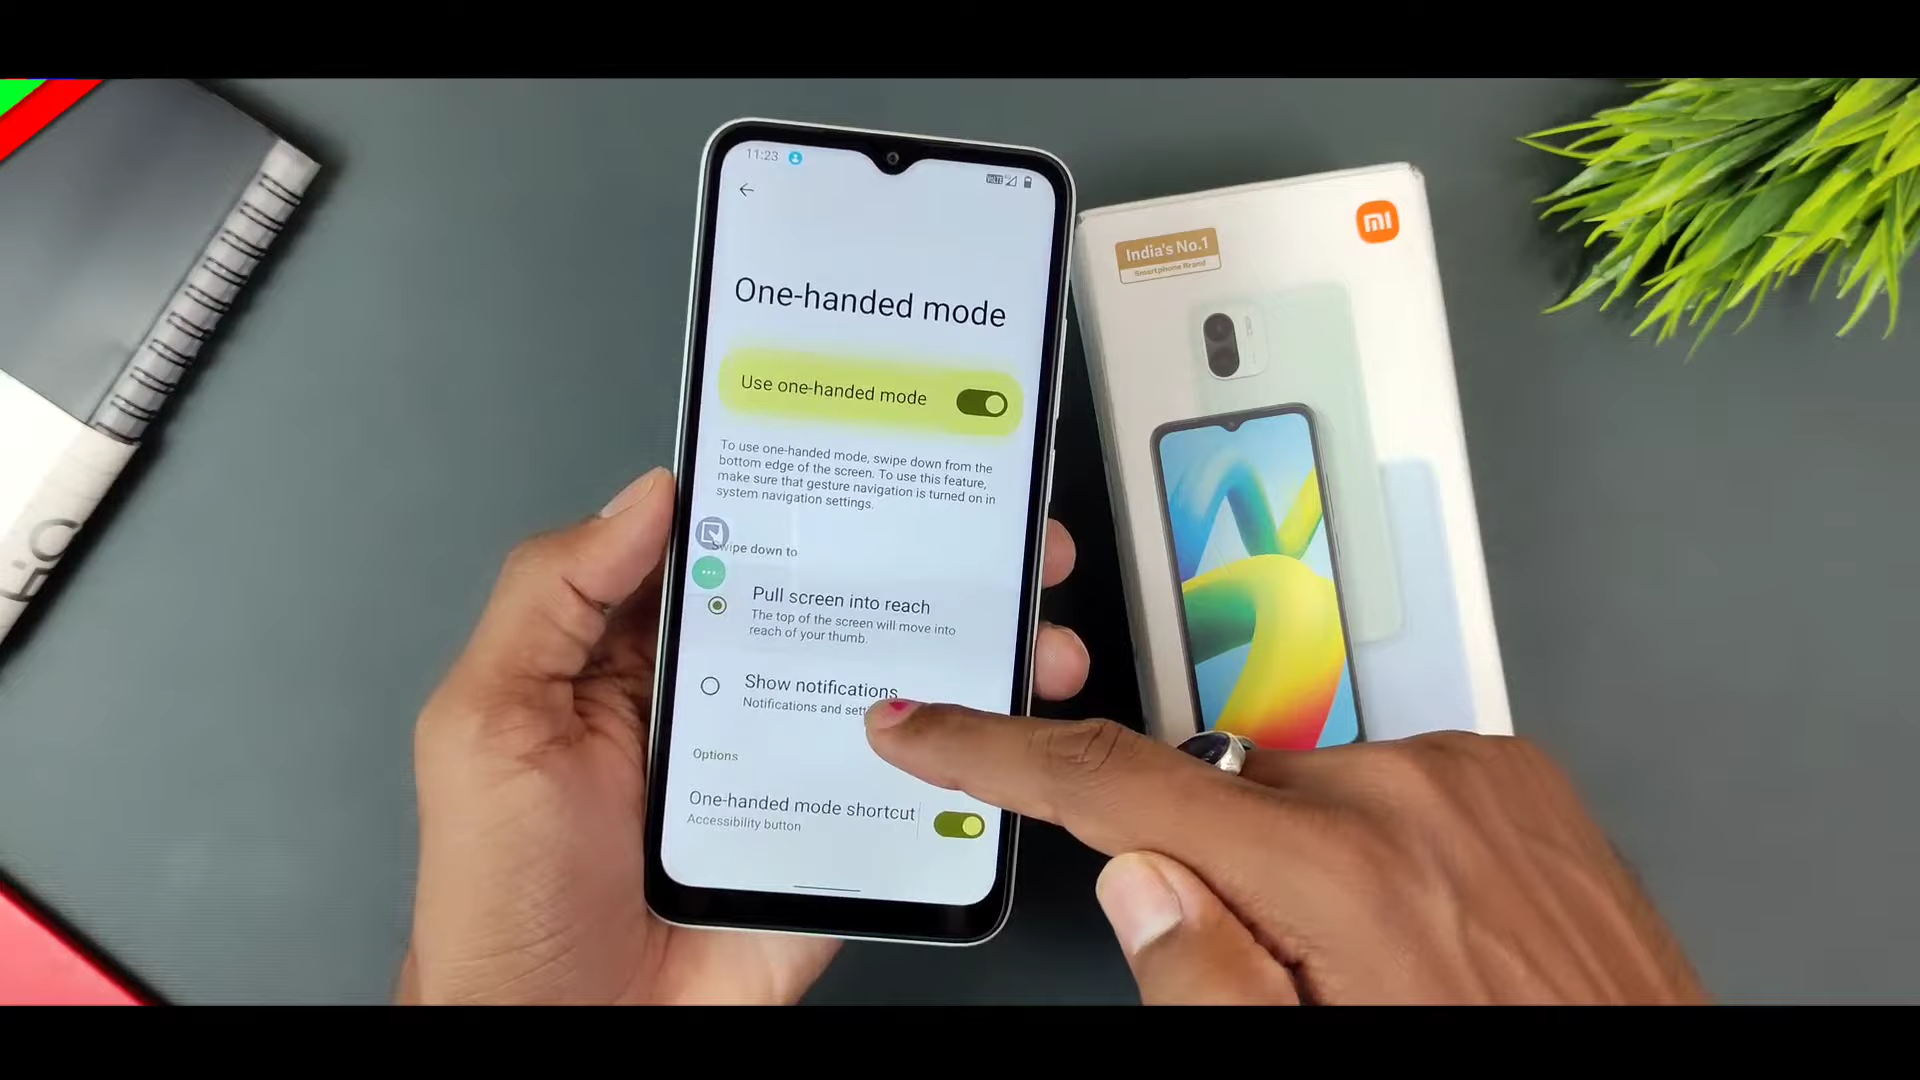 11:23
One-handed mode
Use one-handed mode
To use one-handed mode, swipe down from the
bottom edge of the screen. To use this feature,
make sure that gesture navigation is turned on in
system navigation settings.
Swipe down to
Pull screen into reach
The top of the screen will move into
reach of your thumb.
Show notifications
Notifications and
Options
One-handed mode shortcut
Accessibility button
India's No.1
Smartphone Brand
mi